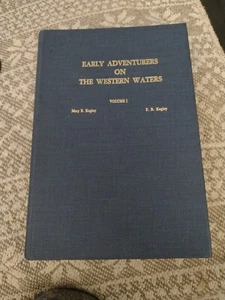 EARLY ADVENTURERS
ON
THE WESTERN WATERS
VOLUME I
Mary B. Kegley F. B. Kegley